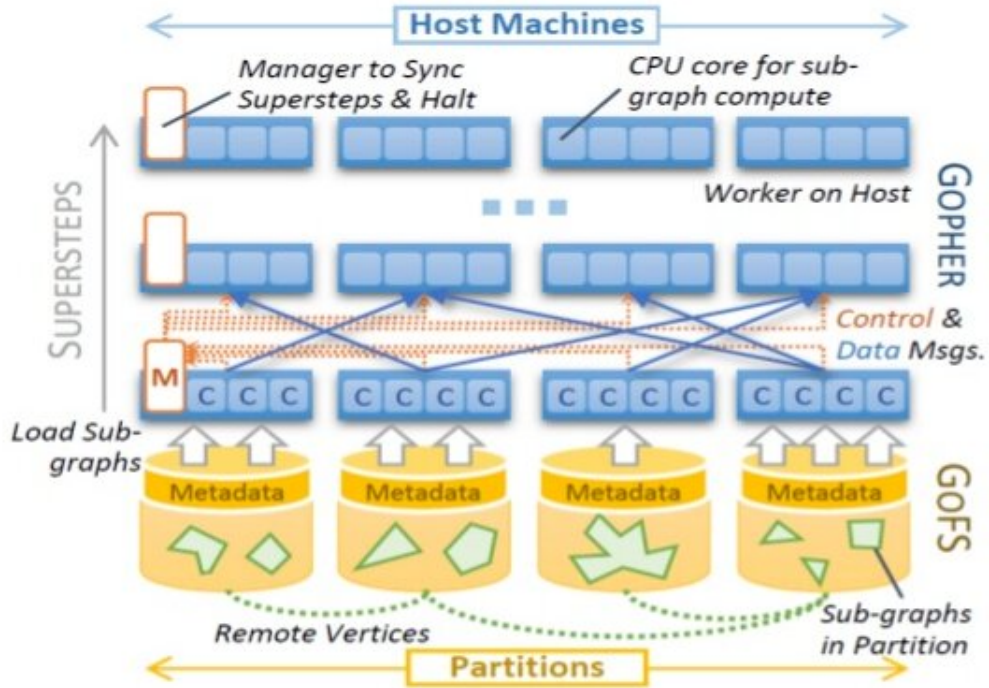 Host Machines
Manager to Sync
Supersteps & Halt
CPU core for sub-
graph compute
Worker on Host
GOPHER
SUPERSTEPS
Control &
Data Msgs.
M C C C
C C C C
C C C C
C C C C
Load Sub-
graphs
Metadata
Metadata
Metadata
Metadata
GOFS
Remote Vertices
Sub-graphs
in Partition
Partitions